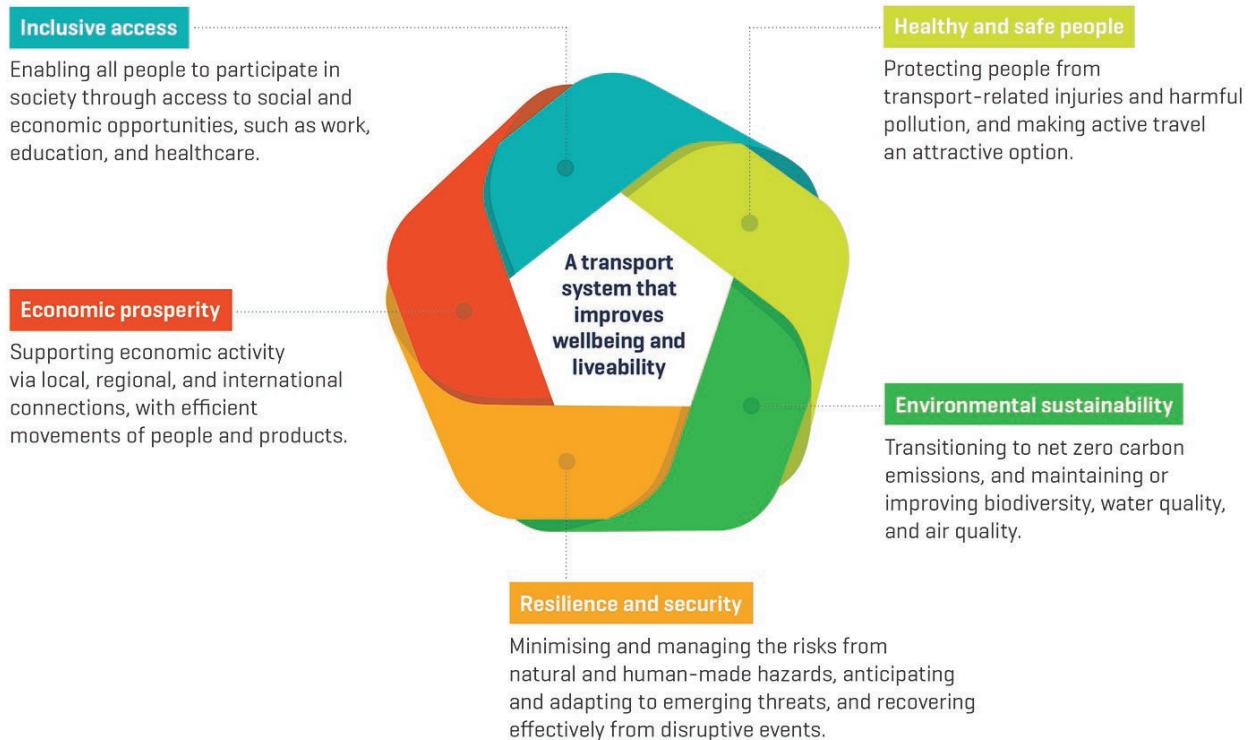 Inclusive access
Enabling all people to participate in
society through access to social and
economic opportunities, such as work,
education, and healthcare.
Healthy and safe people
Protecting people from
transport-related injuries and harmful
pollution, and making active travel
an attractive option.
A transport
system that
improves
wellbeing and
liveability
Economic prosperity
Supporting economic activity
via local, regional, and international
connections, with efficient
movements of people and products.
Environmental sustainability
Transitioning to net zero carbon
emissions, and maintaining or
improving biodiversity, water quality,
and air quality.
Resilience and security
Minimising and managing the risks from
natural and human-made hazards, anticipating
and adapting to emerging threats, and recovering
effectively from disruptive events.